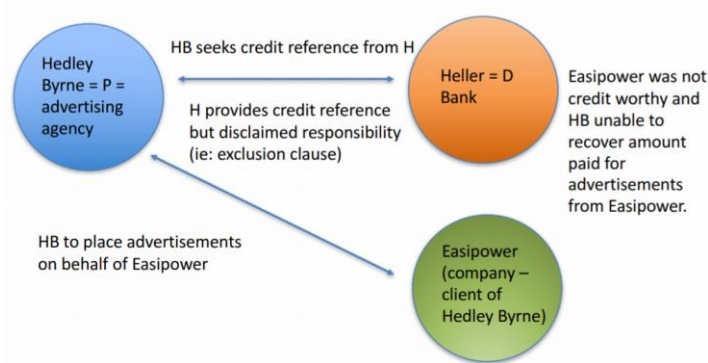 Hedley
Byrne = P =
advertising
agency
HB seeks credit reference from H
H provides credit reference
but disclaimed responsibility
(ie: exclusion clause)
Heller = D
Bank
Easipower was not
credit worthy and
HB unable to
recover amount
paid for
advertisements
from Easipower.
HB to place advertisements
on behalf of Easipower
Easipower
(company –
client of
Hedley Byrne)